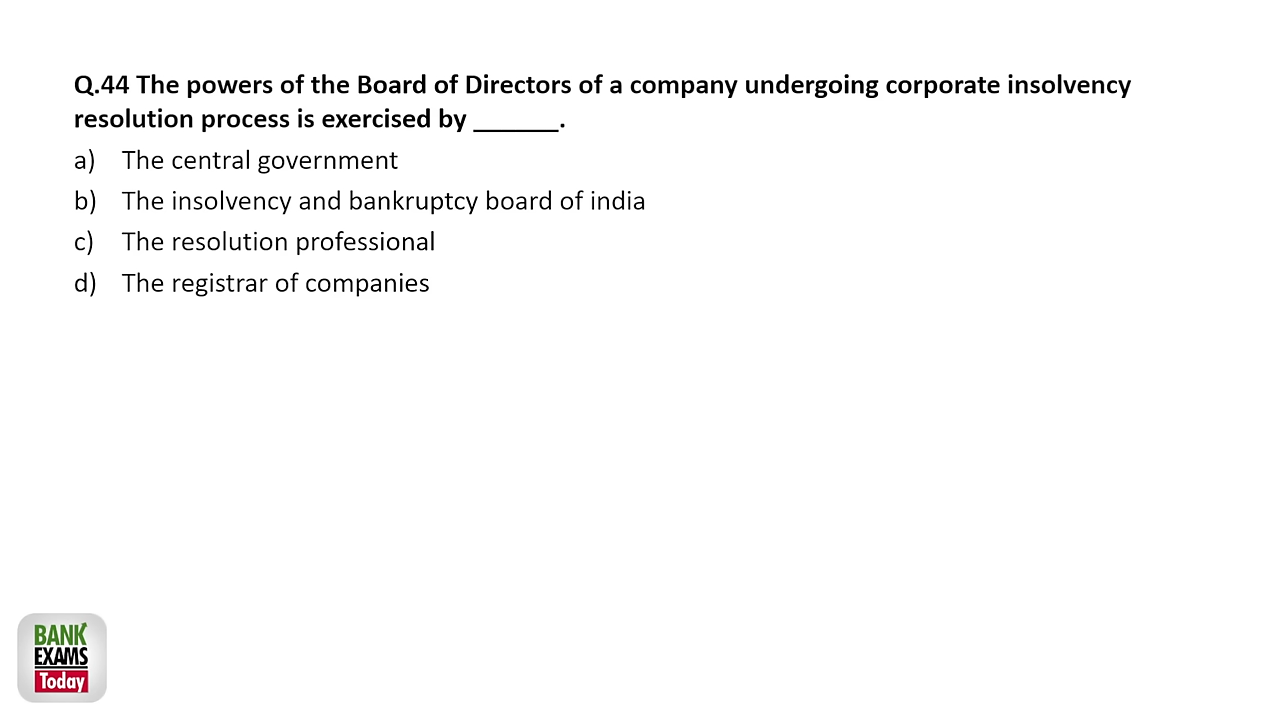 Q.44 The powers of the Board of Directors of a company undergoing corporate insolvency
resolution process is exercised by ______.
a) The central government
b) The insolvency and bankruptcy board of india
c) The resolution professional
d) The registrar of companies
BANK
EXAMS
Today